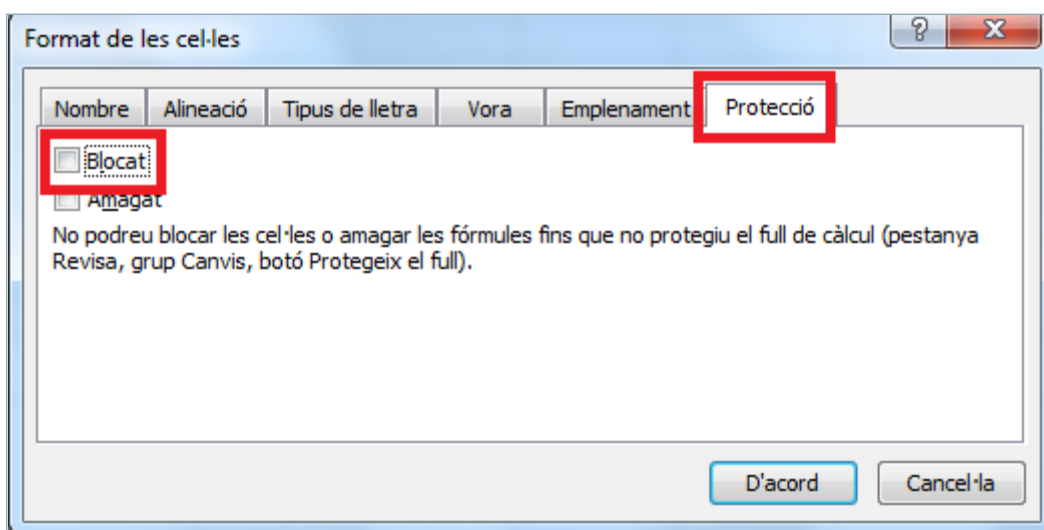 Format de les cel·les
Nombre Alineació Tipus de lletra Vora Emplenament Protecció
Blocat
Amagat
No podreu blocar les cel·les o amagar les fórmules fins que no protegiu el full de càlcul (pestanya
Revisa, grup Canvis, botó Protegeix el full).
D'acord Cancel·la